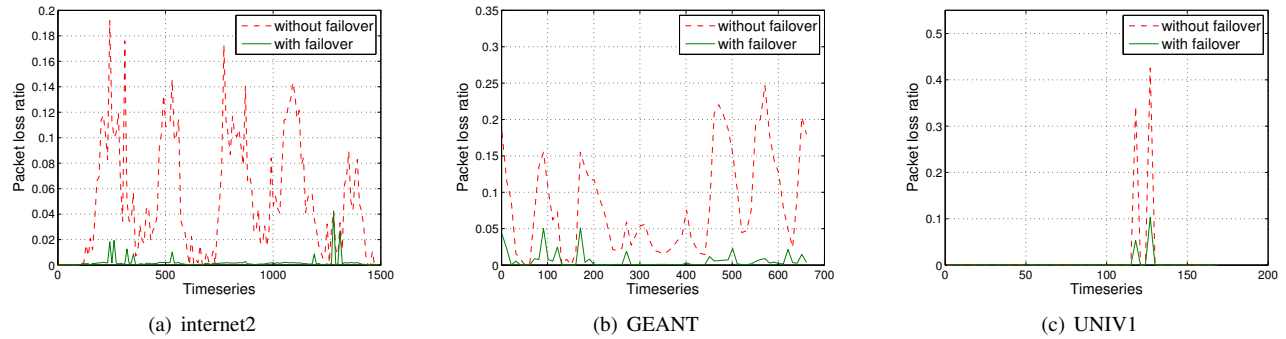 0.2
0.18
0.16
0.14
0.12
0.1
0.08
0.06
0.04
0.02
0
Packet loss ratio
without failover
with failover
0 500 1000 1500
Timeseries
(a) internet2
0.35
0.3
0.25
0.2
0.15
0.1
0.05
0
Packet loss ratio
without failover
with failover
0 100 200 300 400 500 600 700
Timeseries
(b) GEANT
0.5
0.4
0.3
0.2
0.1
0
Packet loss ratio
without failover
with failover
0 50 100 150 200
Timeseries
(c) UNIV1